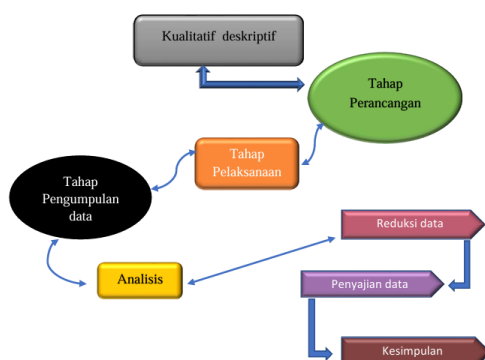 Kualitatif deskriptif
Tahap
Perancangan
Tahap
Pelaksanaan
Tahap
Pengumpulan
data
Analisis
Reduksi data
Penyajian data
Kesimpulan